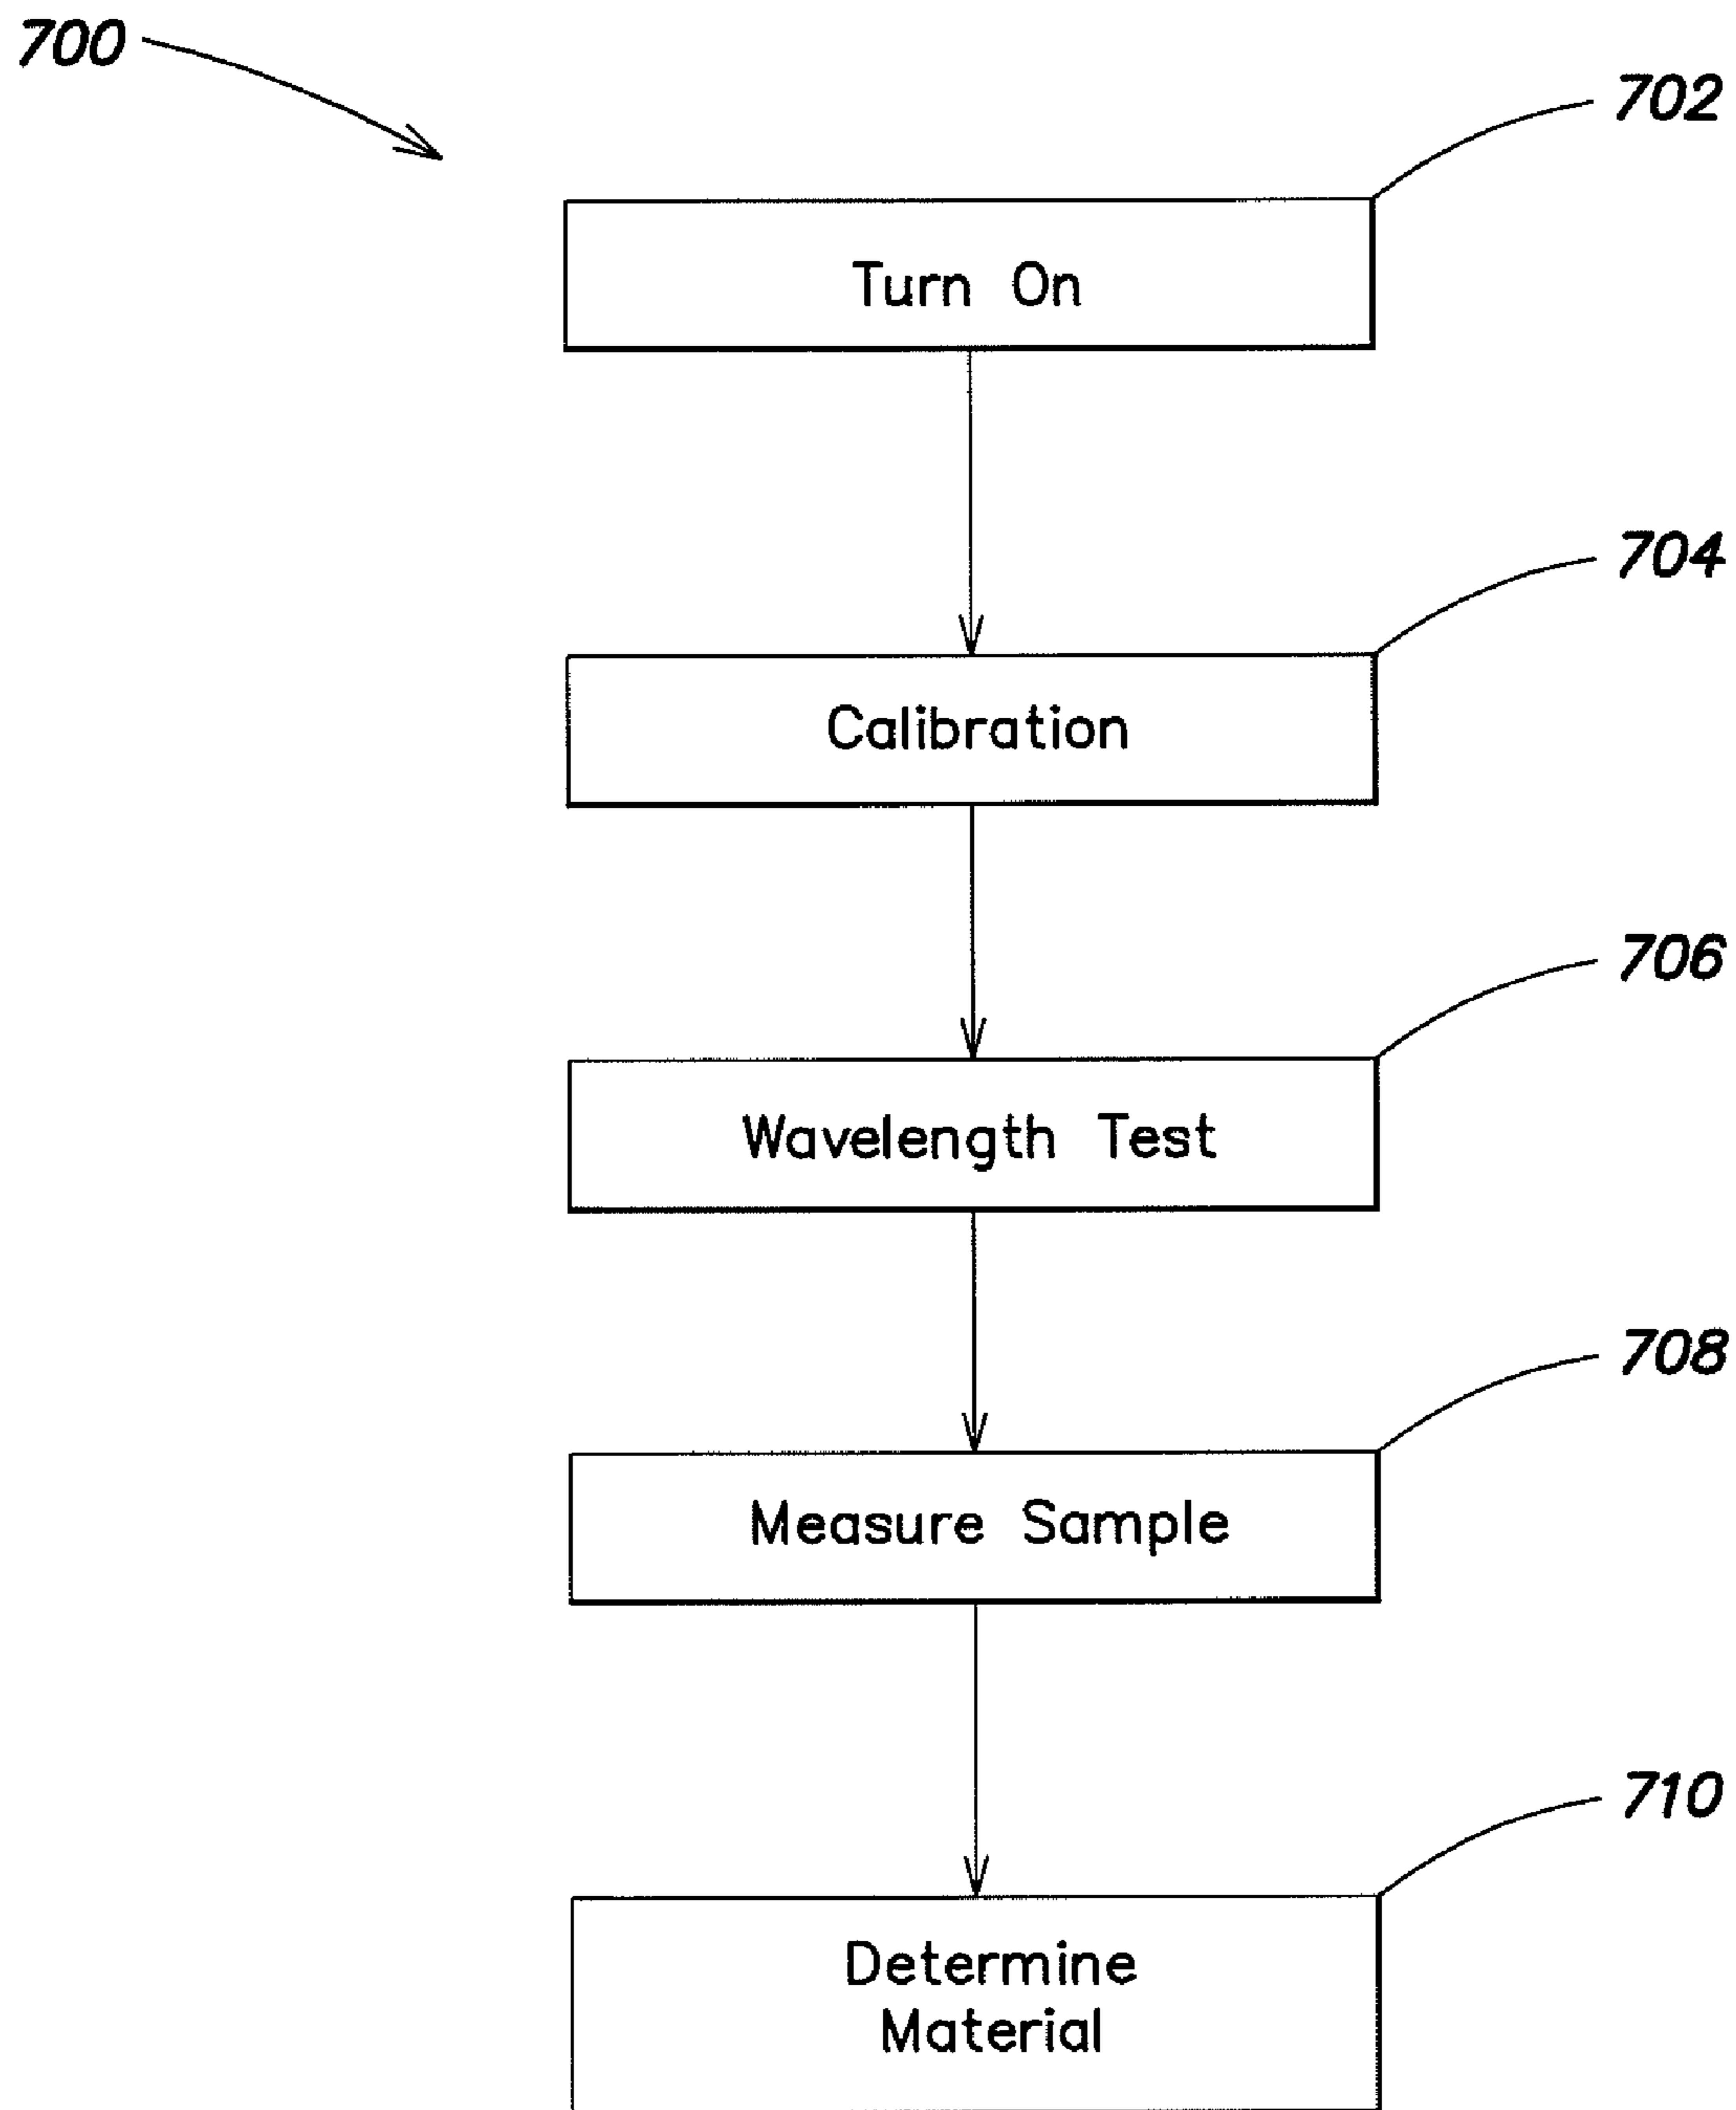 700
702
Turn On
704
Calibration
706
Wavelength Test
708
Measure Sample
710
Determine
Material